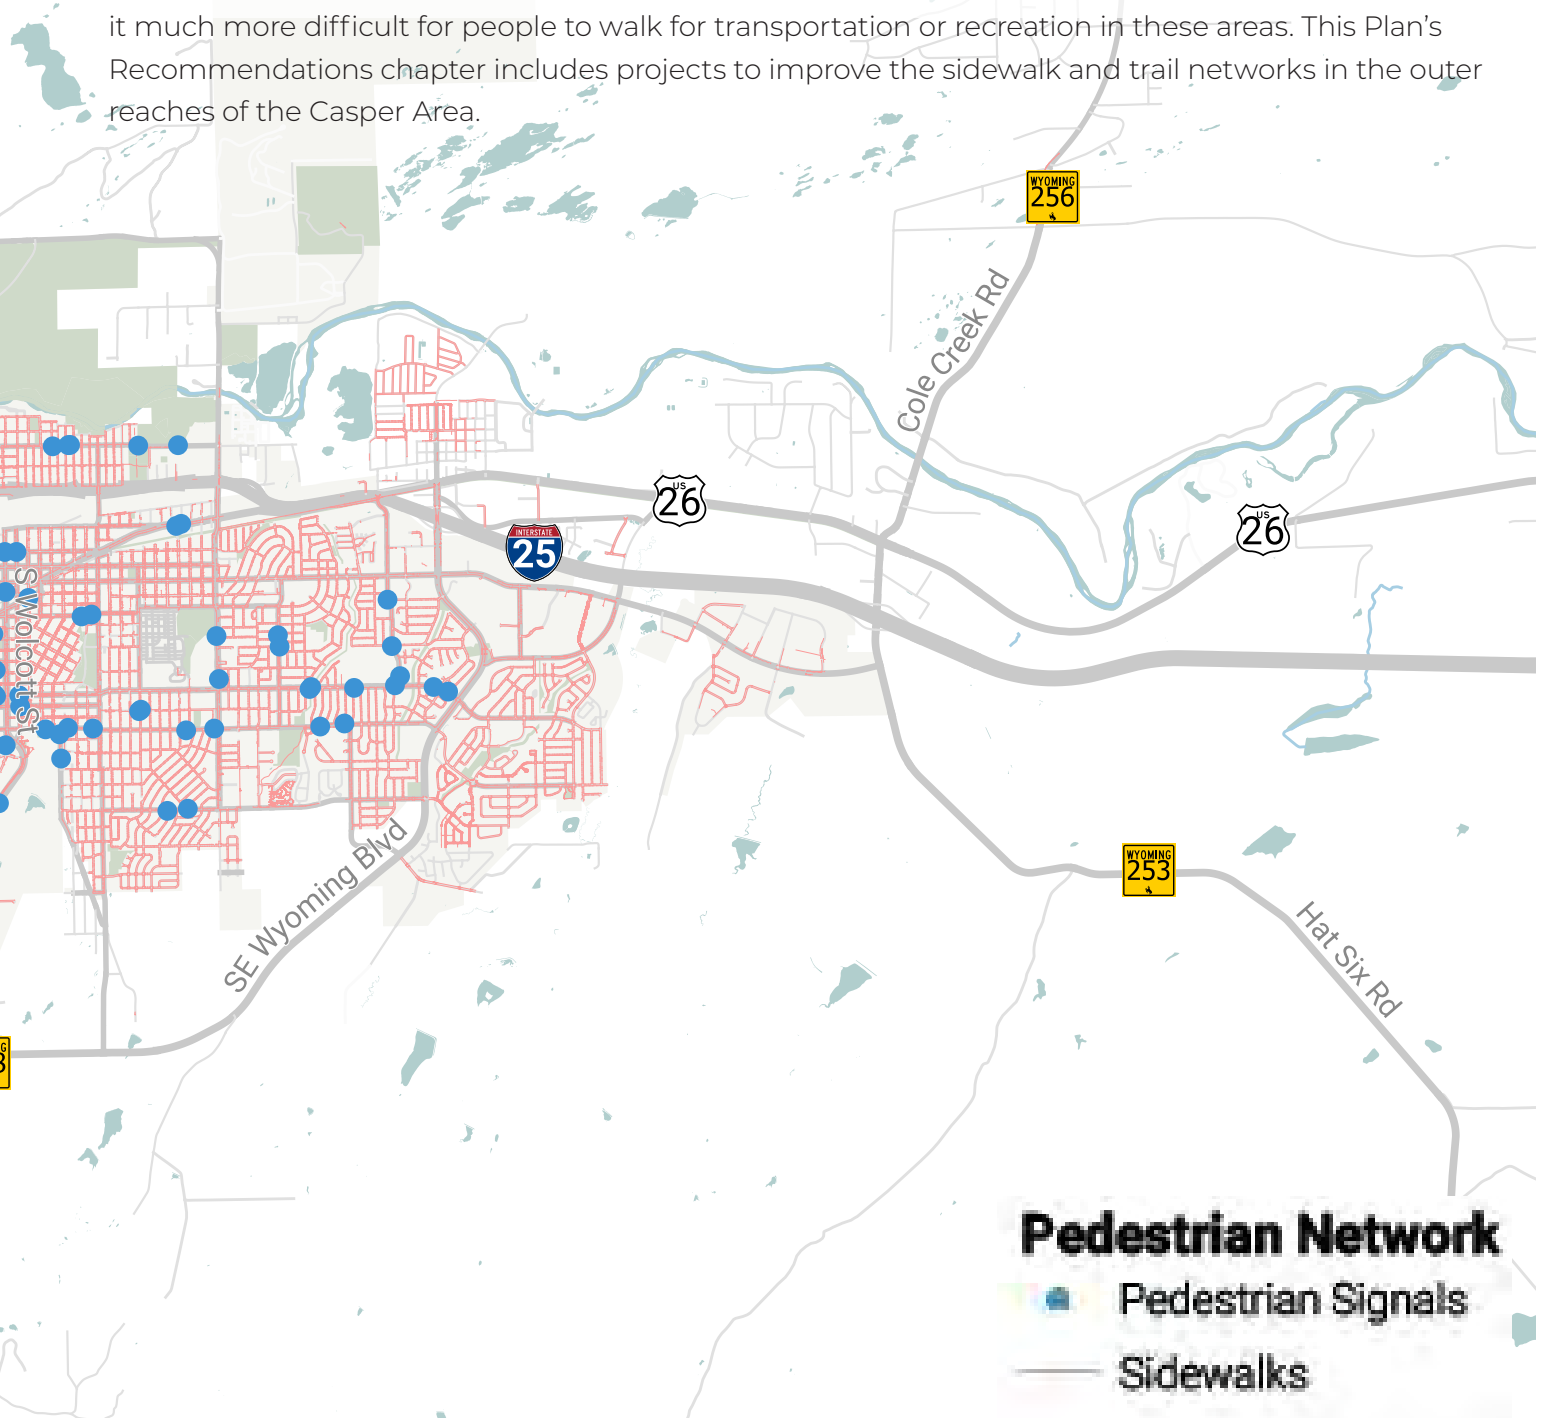 it much more difficult for people to walk for transportation or recreation in these areas. This Plan’s
Recommendations chapter includes projects to improve the sidewalk and trail networks in the outer
reaches of the Casper Area.
WYOMING
256
Cole Creek Rd
US
26
US
26
INTERSTATE
25
S Wolcott St
SE Wyoming Blvd
WYOMING
253
Hat Six Rd
Pedestrian Network
Pedestrian Signals
Sidewalks